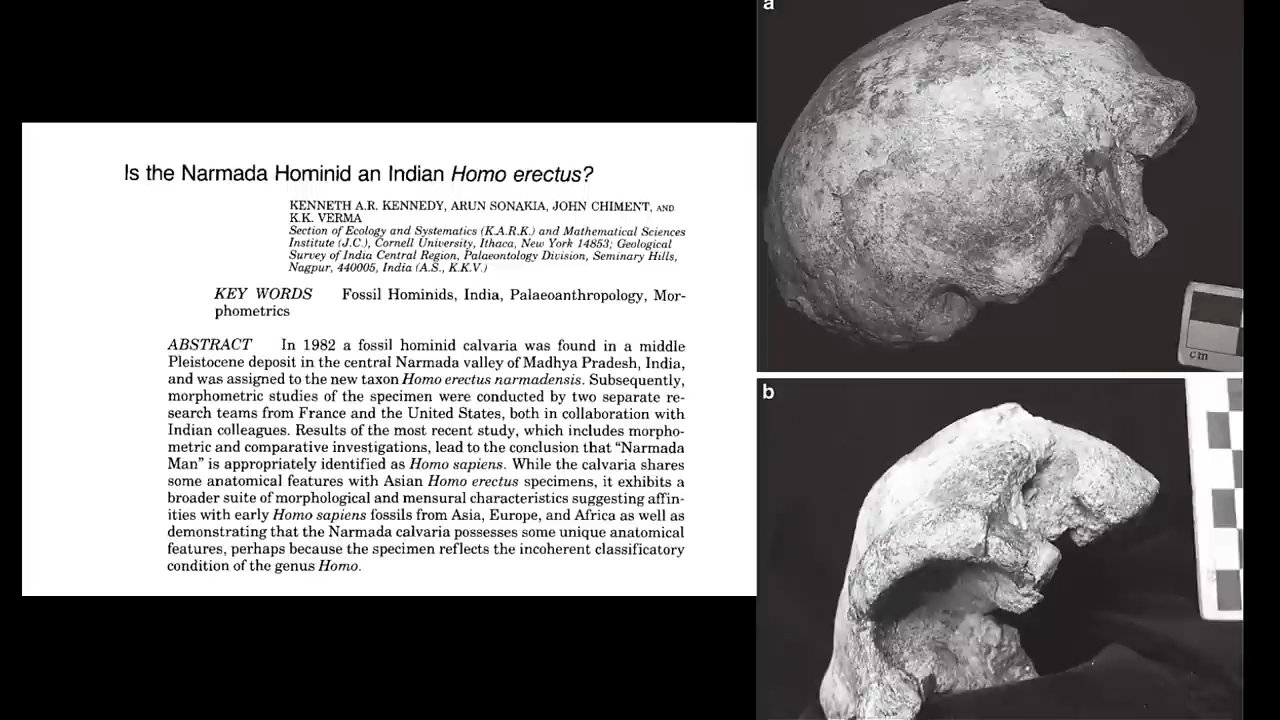 Is the Narmada Hominid an Indian Homo erectus?
KENNETH A.R. KENNEDY, ARUN SONAKIA, JOHN CHIMENT, AND
K.K. VERMA
Section of Ecology and Systematics (K.A.R.K.) and Mathematical Sciences
Institute (J.C.), Cornell University, Ithaca, New York 14853; Geological
Survey of India Central Region, Palaeontology Division, Seminary Hills,
Nagpur, 440005, India (A.S., K.K.V.)
KEY WORDS Fossil Hominids, India, Palaeoanthropology, Mor-
phometrics
ABSTRACT In 1982 a fossil hominid calvaria was found in a middle
Pleistocene deposit in the central Narmada valley of Madhya Pradesh, India,
and was assigned to the new taxon Homo erectus narmadensis. Subsequently,
morphometric studies of the specimen were conducted by two separate re-
search teams from France and the United States, both in collaboration with
Indian colleagues. Results of the most recent study, which includes morpho-
metric and comparative investigations, lead to the conclusion that “Narmada
Man” is appropriately identified as Homo sapiens. While the calvaria shares
some anatomical features with Asian Homo erectus specimens, it exhibits a
broader suite of morphological and mensural characteristics suggesting affin-
ities with early Homo sapiens fossils from Asia, Europe, and Africa as well as
demonstrating that the Narmada calvaria possesses some unique anatomical
features, perhaps because the specimen reflects the incoherent classificatory
condition of the genus Homo.
a
cm
b